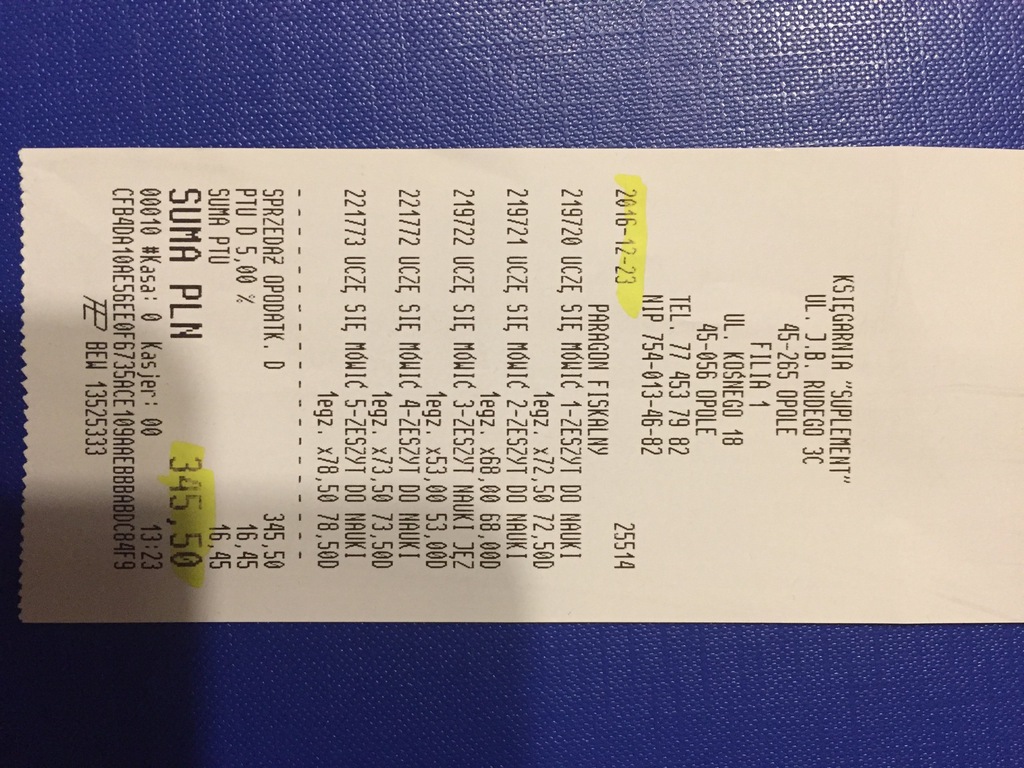 KSIĘGARNIA "SUPLEMENT"
UL. J.B. RUDEGO 3C
45-265 OPOLE
FILIA 1
UL. KOŚNEGO 18
45-056 OPOLE
TEL. 77 453 79 82
NIP 754-013-46-82
2016-12-23 25514
PARAGON FISKALNY
219720 UCZĘ SIĘ MÓWIĆ 1-ZESZYT DO NAUKI
1egz. x72,50 72,50D
219721 UCZĘ SIĘ MÓWIĆ 2-ZESZYT DO NAUKI
1egz. x68,00 68,00D
219722 UCZĘ SIĘ MÓWIĆ 3-ZESZYT NAUKI JĘZ
1egz. x53,00 53,00D
221772 UCZĘ SIĘ MÓWIĆ 4-ZESZYT DO NAUKI
1egz. x73,50 73,50D
221773 UCZĘ SIĘ MÓWIĆ 5-ZESZYT DO NAUKI
1egz. x78,50 78,50D
SPRZEDAŻ OPODATK. D 345,50
PTU D 5,00 % 16,45
SUMA PTU 16,45
SUMA PLN 345,50
00010 #Kasa: 0 Kasjer: 00 13:23
CFB4DA10AE56EE0FE735ACE109AAEBBBABDC84F9
BEW 13525333